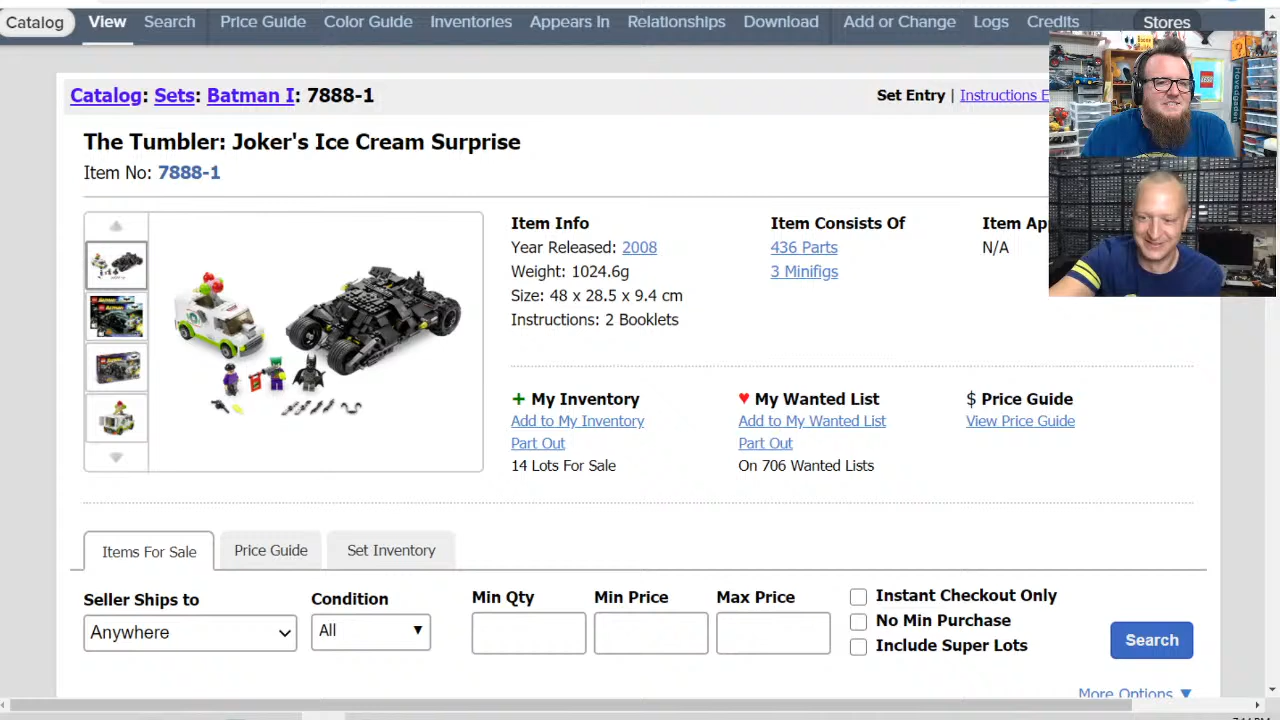 Catalog View Search Price Guide Color Guide Inventories Appears In Relationships Download Add or Change Logs Credits Stores
Catalog: Sets: Batman I: 7888-1
Set Entry | Instructions E
The Tumbler: Joker's Ice Cream Surprise
Item No: 7888-1
Item Info
Year Released: 2008
Weight: 1024.6g
Size: 48 x 28.5 x 9.4 cm
Instructions: 2 Booklets
Item Consists Of
436 Parts
3 Minifigs
Item Ap
N/A
+ My Inventory
Add to My Inventory
Part Out
14 Lots For Sale
My Wanted List
Add to My Wanted List
Part Out
On 706 Wanted Lists
$ Price Guide
View Price Guide
Items For Sale Price Guide Set Inventory
Seller Ships to
Anywhere
Condition
All
Min Qty
Min Price
Max Price
Instant Checkout Only
No Min Purchase
Include Super Lots
Search
More Options